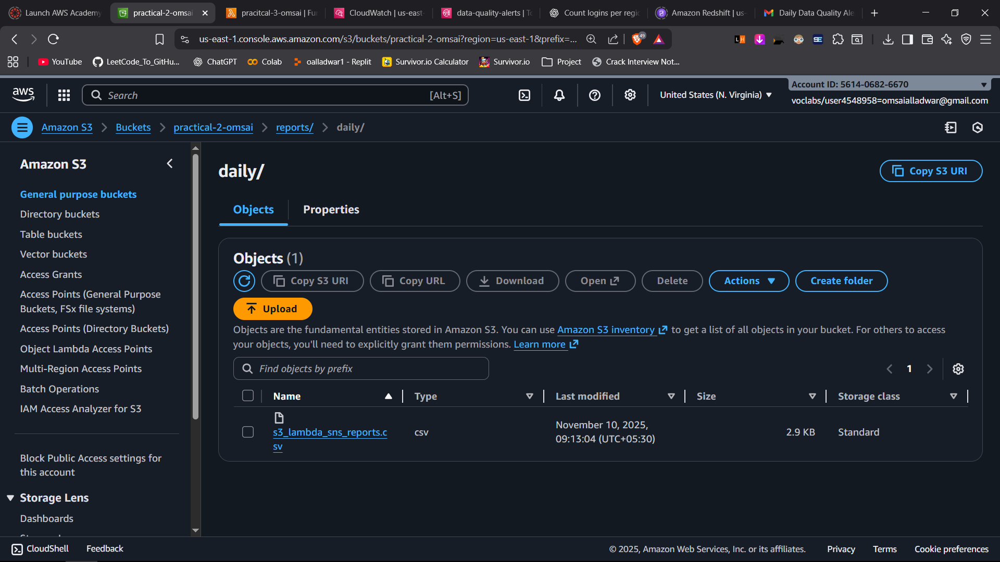 Launch AWS Academy
practical-2-omsai
pracitcal-3-omsai | Fu
CloudWatch | us-east-
data-quality-alerts | To
Count logins per regio
Amazon Redshift | us-
Daily Data Quality Ale
us-east-1.console.aws.amazon.com/s3/buckets/practical-2-omsai?region=us-east-1&prefix=...
49
LH
SE
YouTube
LeetCode_To_GitHu...
ChatGPT
Colab
oalladwar1 - Replit
Survivor.io Calculator
Survivor.io
Project
Crack Interview Not...
aws
Search
[Alt+S]
United States (N. Virginia)
Account ID: 5614-0682-6670
voclabs/user4548958=omsaialladwar@gmail.com
Amazon S3
Buckets
practical-2-omsai
reports/
daily/
Amazon S3
General purpose buckets
Directory buckets
Table buckets
Vector buckets
Access Grants
Access Points (General Purpose
Buckets, FSx file systems)
Access Points (Directory Buckets)
Object Lambda Access Points
Multi-Region Access Points
Batch Operations
IAM Access Analyzer for S3
Block Public Access settings for
this account
Storage Lens
Dashboards
daily/
Copy S3 URI
Objects
Properties
Objects (1)
Copy S3 URI
Copy URL
Download
Open
Delete
Actions
Create folder
Upload
Objects are the fundamental entities stored in Amazon S3. You can use Amazon S3 inventory to get a list of all objects in your bucket. For others to access
your objects, you'll need to explicitly grant them permissions. Learn more
Find objects by prefix
1
Name
Type
Last modified
Size
Storage class
s3_lambda_sns_reports.c
sv
csv
November 10, 2025,
09:13:04 (UTC+05:30)
2.9 KB
Standard
CloudShell
Feedback
© 2025, Amazon Web Services, Inc. or its affiliates.
Privacy
Terms
Cookie preferences